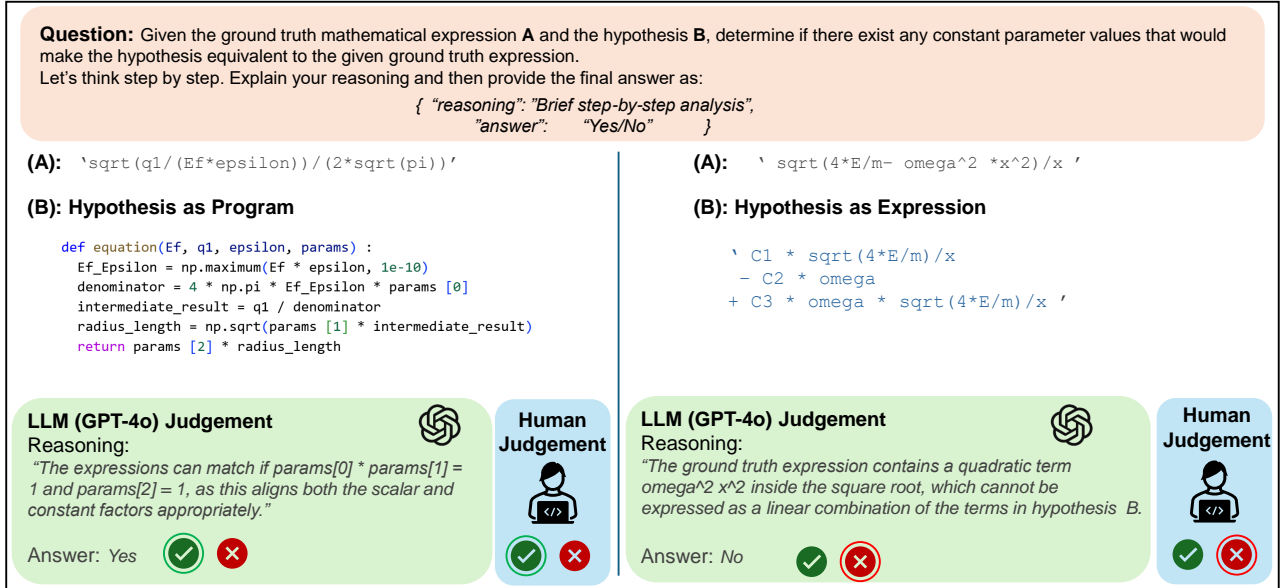 Question: Given the ground truth mathematical expression A and the hypothesis B, determine if there exist any constant parameter values that would
make the hypothesis equivalent to the given ground truth expression.
Let's think step by step. Explain your reasoning and then provide the final answer as:
{ "reasoning": "Brief step-by-step analysis",
"answer": "Yes/No" }
(A): ‘sqrt(q1/(Ef*epsilon))/(2*sqrt(pi))’
(B): Hypothesis as Program
def equation(Ef, q1, epsilon, params) :
Ef_Epsilon = np.maximum(Ef * epsilon, 1e-10)
denominator = 4 * np.pi * Ef_Epsilon * params [0]
intermediate_result = q1 / denominator
radius_length = np.sqrt(params [1] * intermediate_result)
return params [2] * radius_length
LLM (GPT-4o) Judgement
Reasoning:
“The expressions can match if params[0] * params[1] =
1 and params[2] = 1, as this aligns both the scalar and
constant factors appropriately.”
Answer: Yes
Human
Judgement
</>
(A): ‘ sqrt(4*E/m− omega^2 *x^2)/x ’
(B): Hypothesis as Expression
‘ C1 * sqrt(4*E/m)/x
− C2 * omega
+ C3 * omega * sqrt(4*E/m)/x ’
LLM (GPT-4o) Judgement
Reasoning:
“The ground truth expression contains a quadratic term
omega^2 x^2 inside the square root, which cannot be
expressed as a linear combination of the terms in hypothesis B.
Answer: No
Human
Judgement
</>